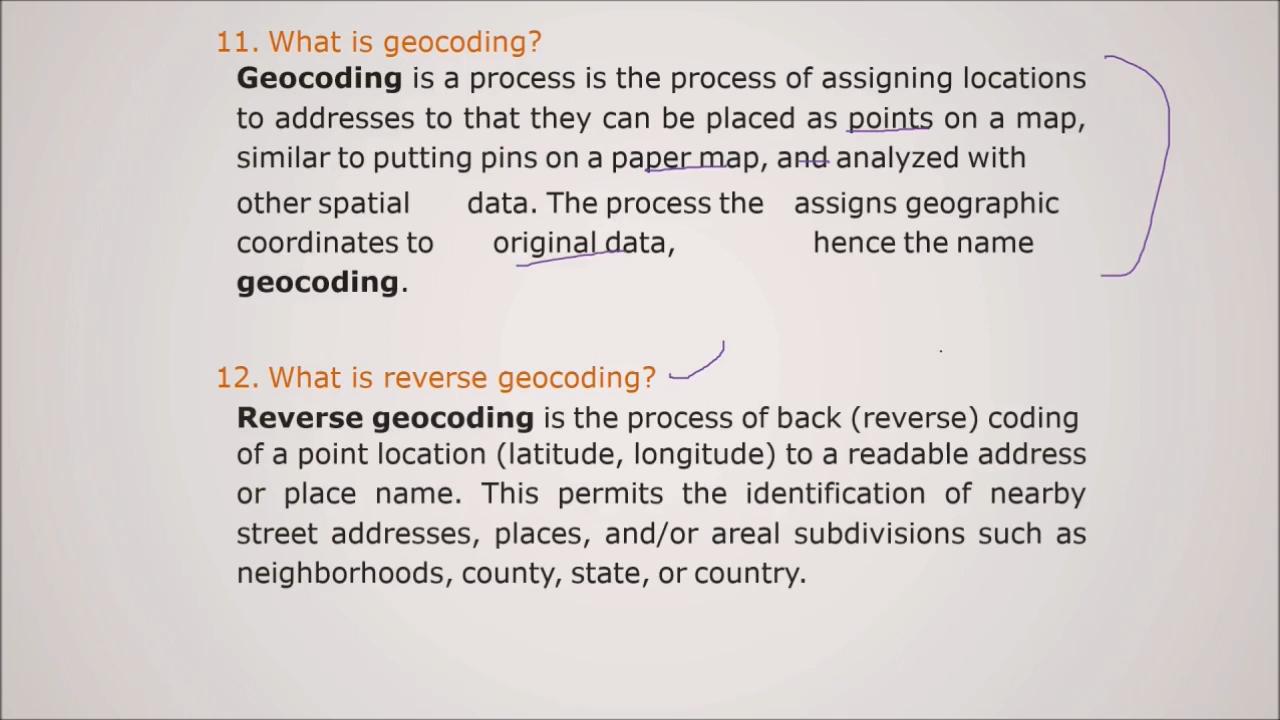 11. What is geocoding?
Geocoding is a process is the process of assigning locations
to addresses to that they can be placed as points on a map,
similar to putting pins on a paper map, and analyzed with
other spatial data. The process the assigns geographic
coordinates to original data, hence the name
geocoding.
12. What is reverse geocoding?
Reverse geocoding is the process of back (reverse) coding
of a point location (latitude, longitude) to a readable address
or place name. This permits the identification of nearby
street addresses, places, and/or areal subdivisions such as
neighborhoods, county, state, or country.